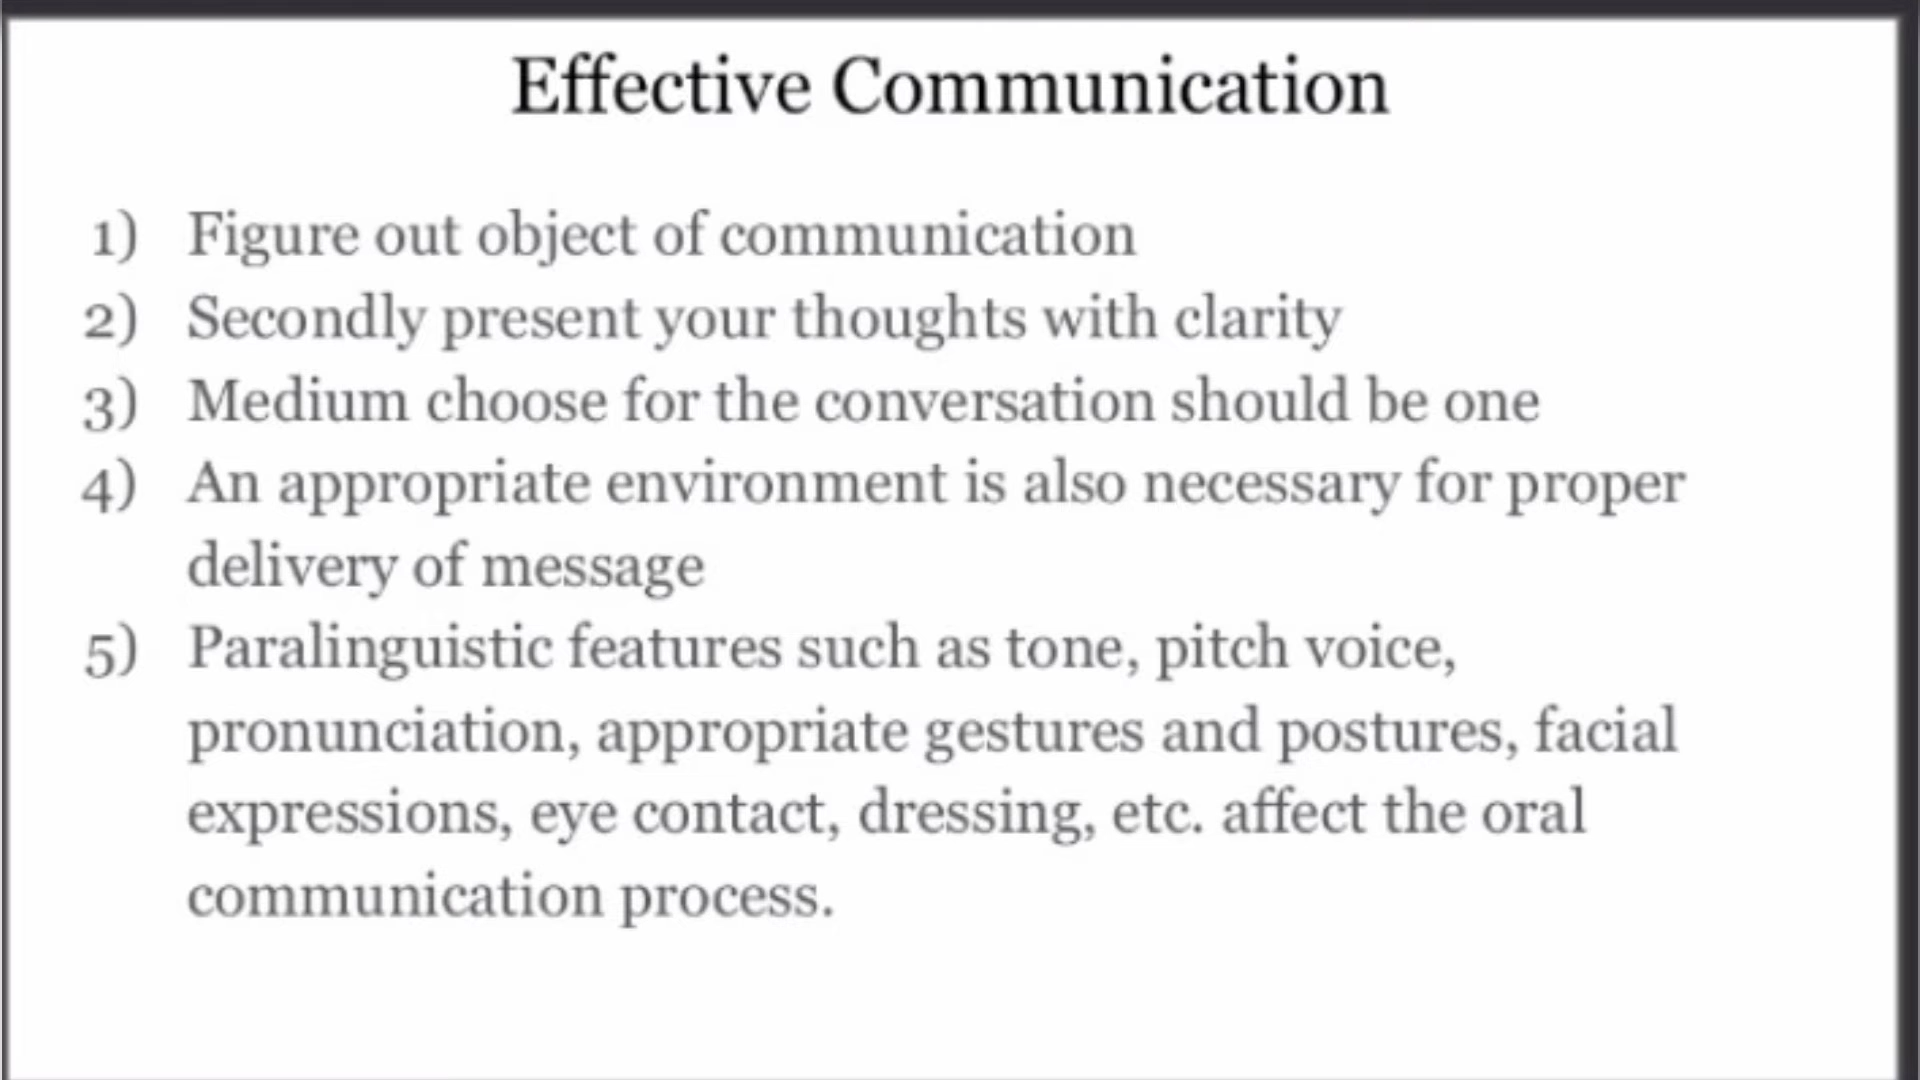 Effective Communication
1) Figure out object of communication
2) Secondly present your thoughts with clarity
3) Medium choose for the conversation should be one
4) An appropriate environment is also necessary for proper
delivery of message
5) Paralinguistic features such as tone, pitch voice,
pronunciation, appropriate gestures and postures, facial
expressions, eye contact, dressing, etc. affect the oral
communication process.